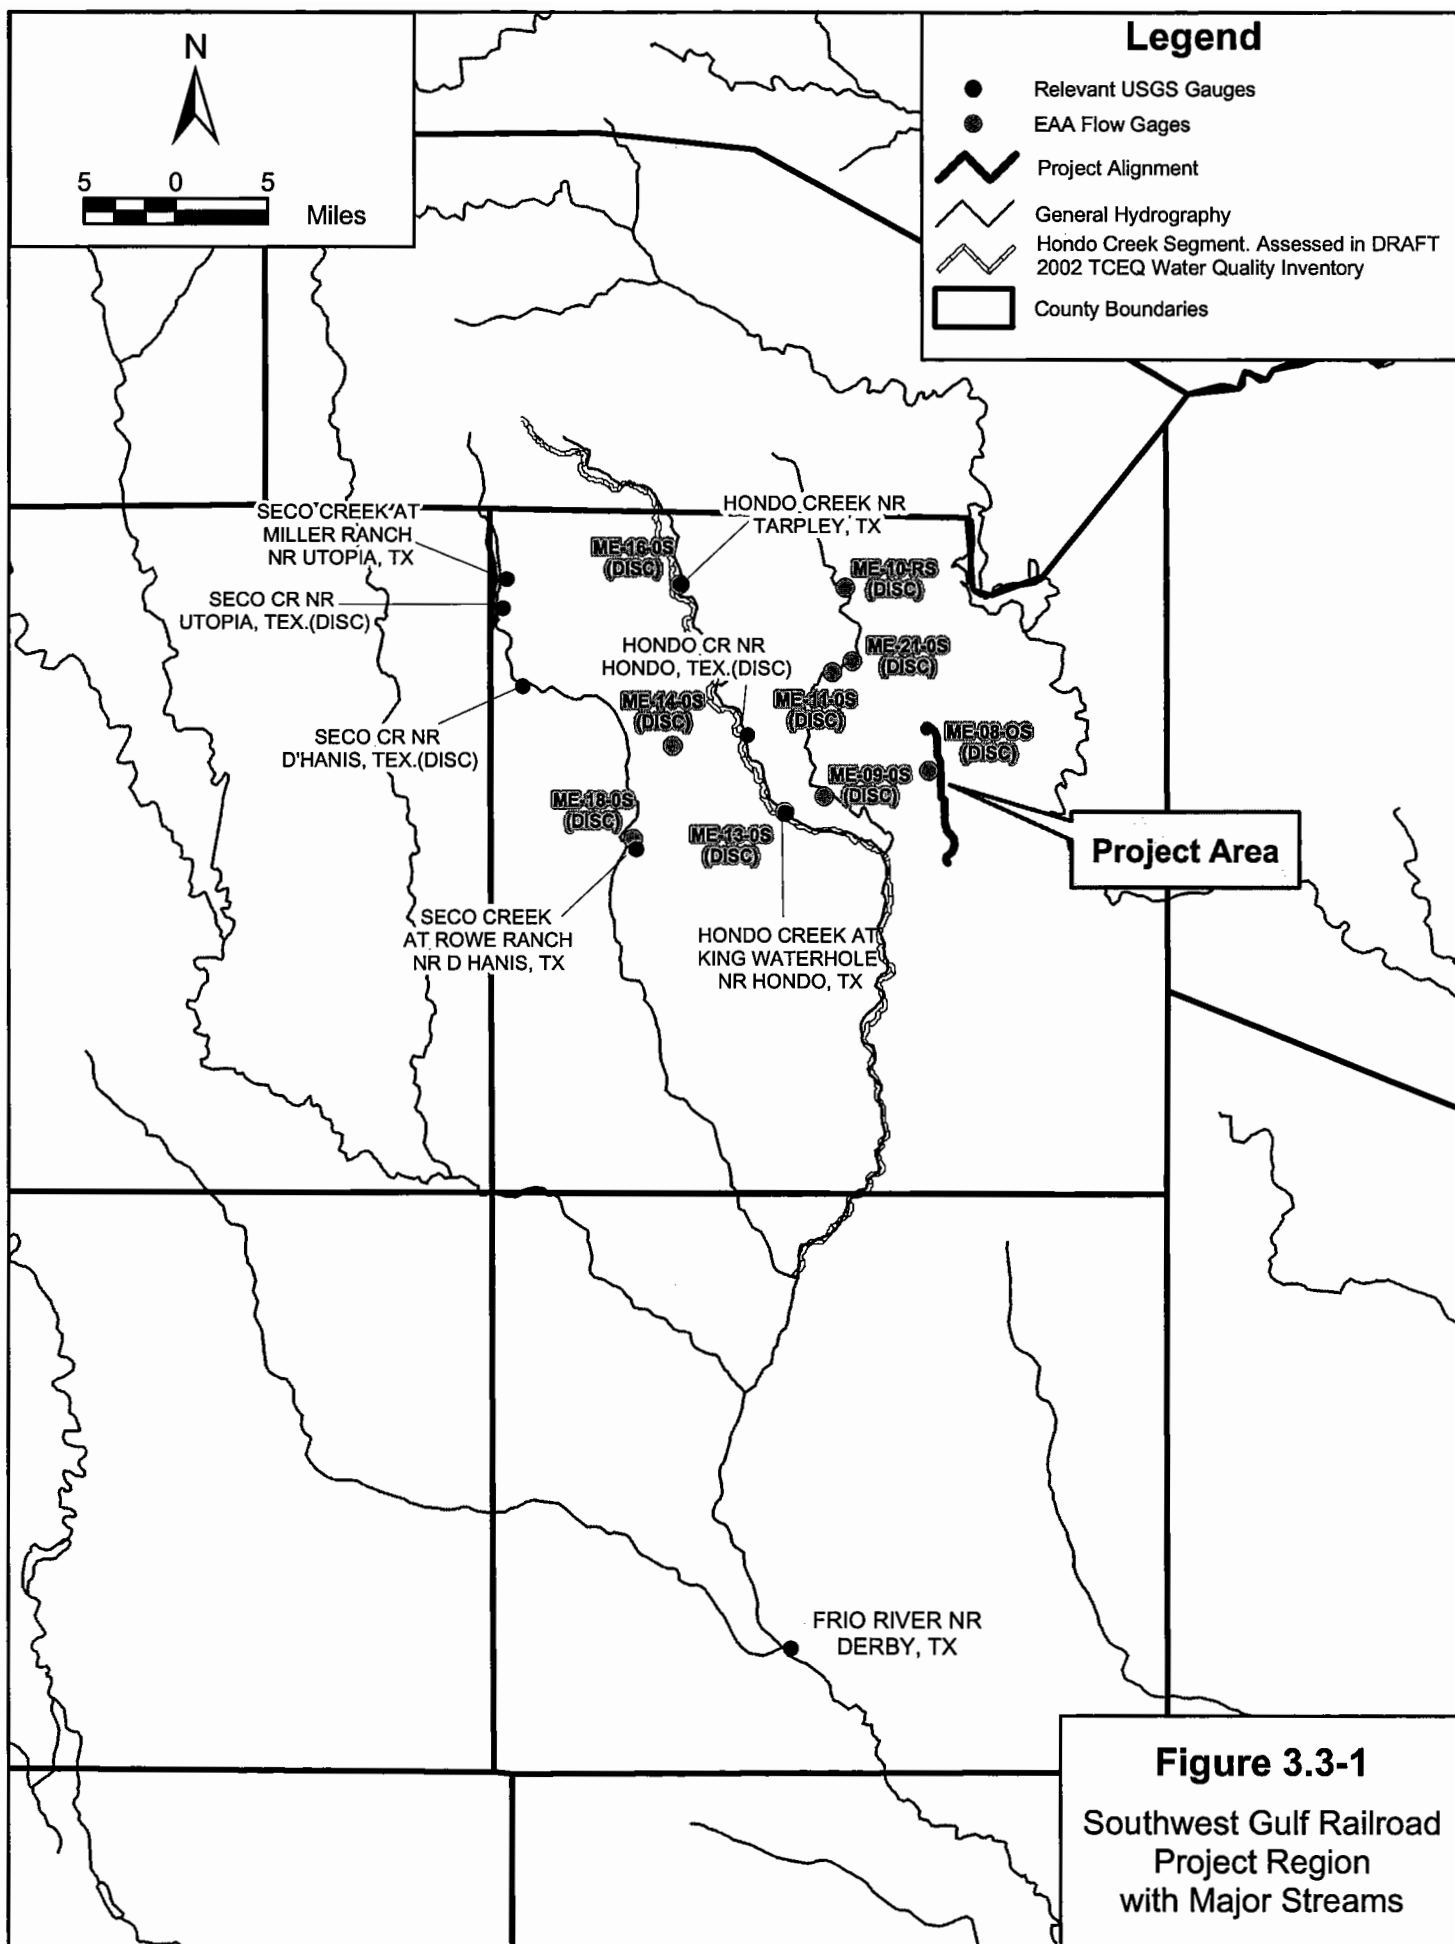 N
5 0 5
Miles
Legend
Relevant USGS Gauges
EAA Flow Gages
Project Alignment
General Hydrography
Hondo Creek Segment. Assessed in DRAFT
2002 TCEQ Water Quality Inventory
County Boundaries
SECO CREEK AT
MILLER RANCH
NR UTOPIA, TX
HONDO CREEK NR
TARPLEY, TX
ME-16-0S
(DISC)
ME-10-RS
(DISC)
SECO CR NR
UTOPIA, TEX.(DISC)
HONDO CR NR
HONDO, TEX.(DISC)
ME-21-0S
(DISC)
ME-14-0S
(DISC)
ME-11-0S
(DISC)
SECO CR NR
D'HANIS, TEX.(DISC)
ME-08-OS
(DISC)
ME-09-0S
(DISC)
ME-18-0S
(DISC)
ME-13-0S
(DISC)
Project Area
SECO CREEK
AT ROWE RANCH
NR D HANIS, TX
HONDO CREEK AT
KING WATERHOLE
NR HONDO, TX
FRIO RIVER NR
DERBY, TX
Figure 3.3-1
Southwest Gulf Railroad
Project Region
with Major Streams